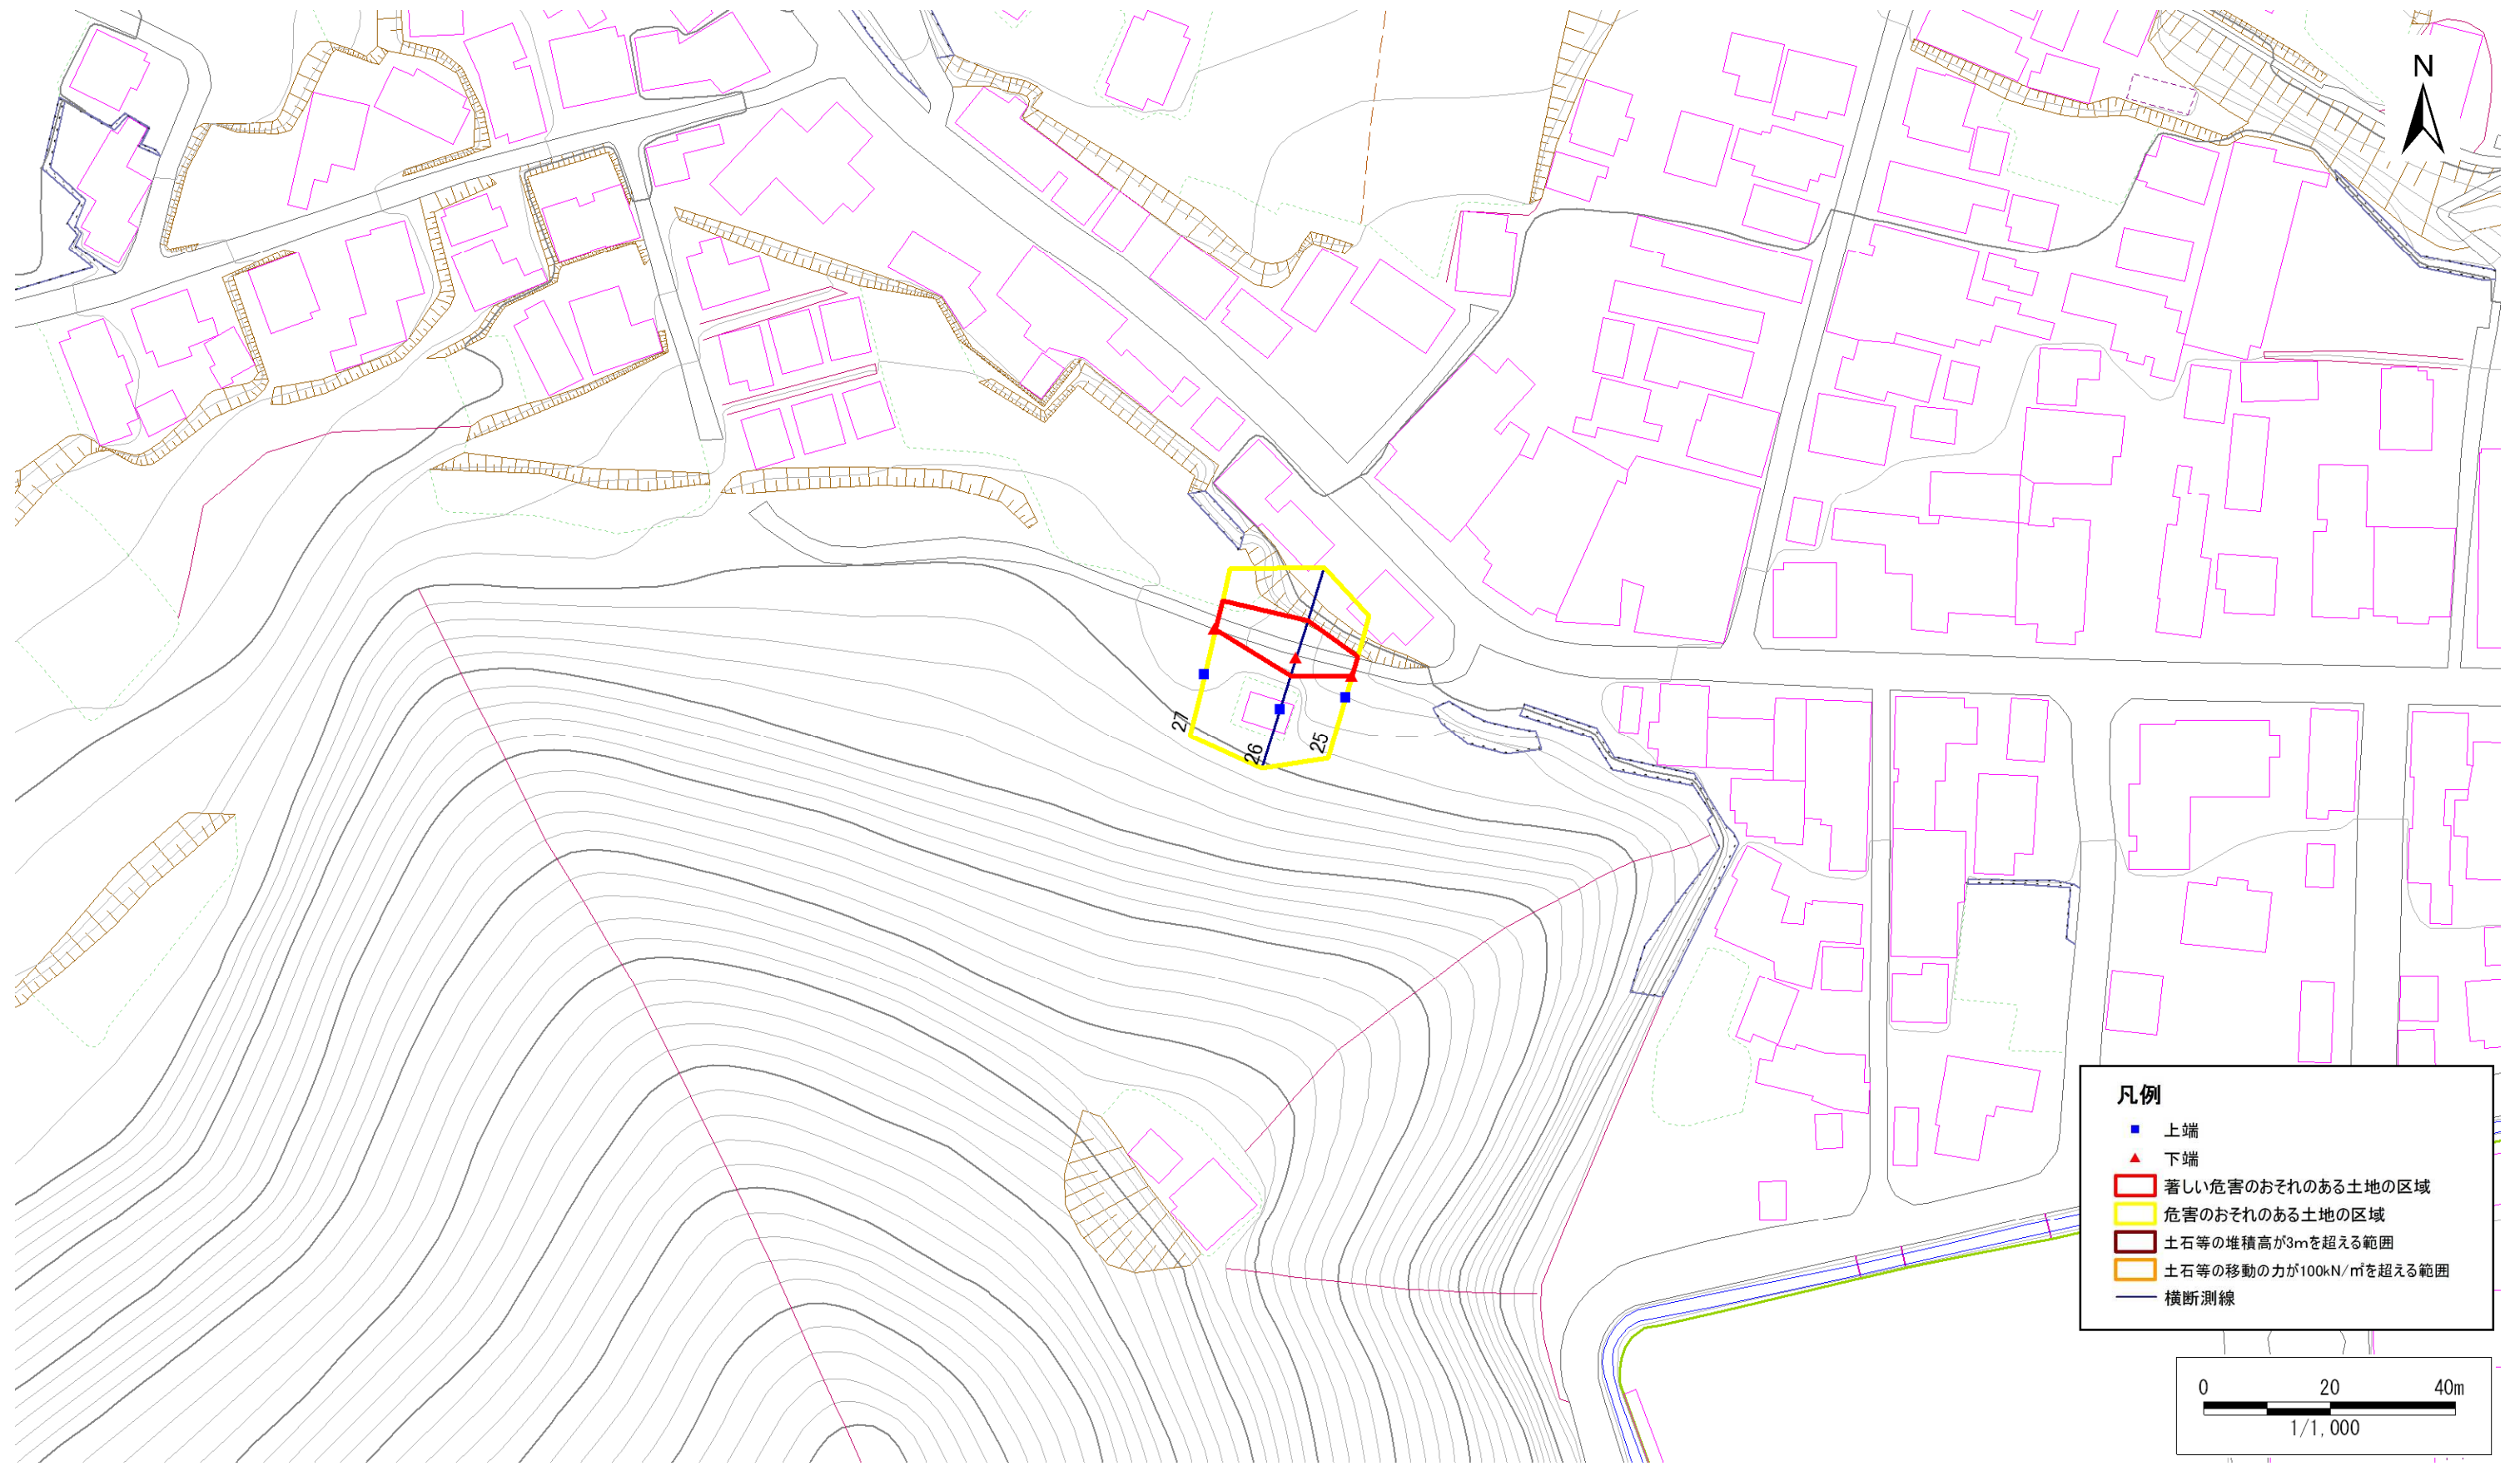 N
27
26
25
凡例
上端
下端
著しい危害のおそれのある土地の区域
危害のおそれのある土地の区域
土石等の堆積高が3mを超える範囲
土石等の移動の力が100kN/㎡を超える範囲
横断測線
0 20 40m
1/1,000